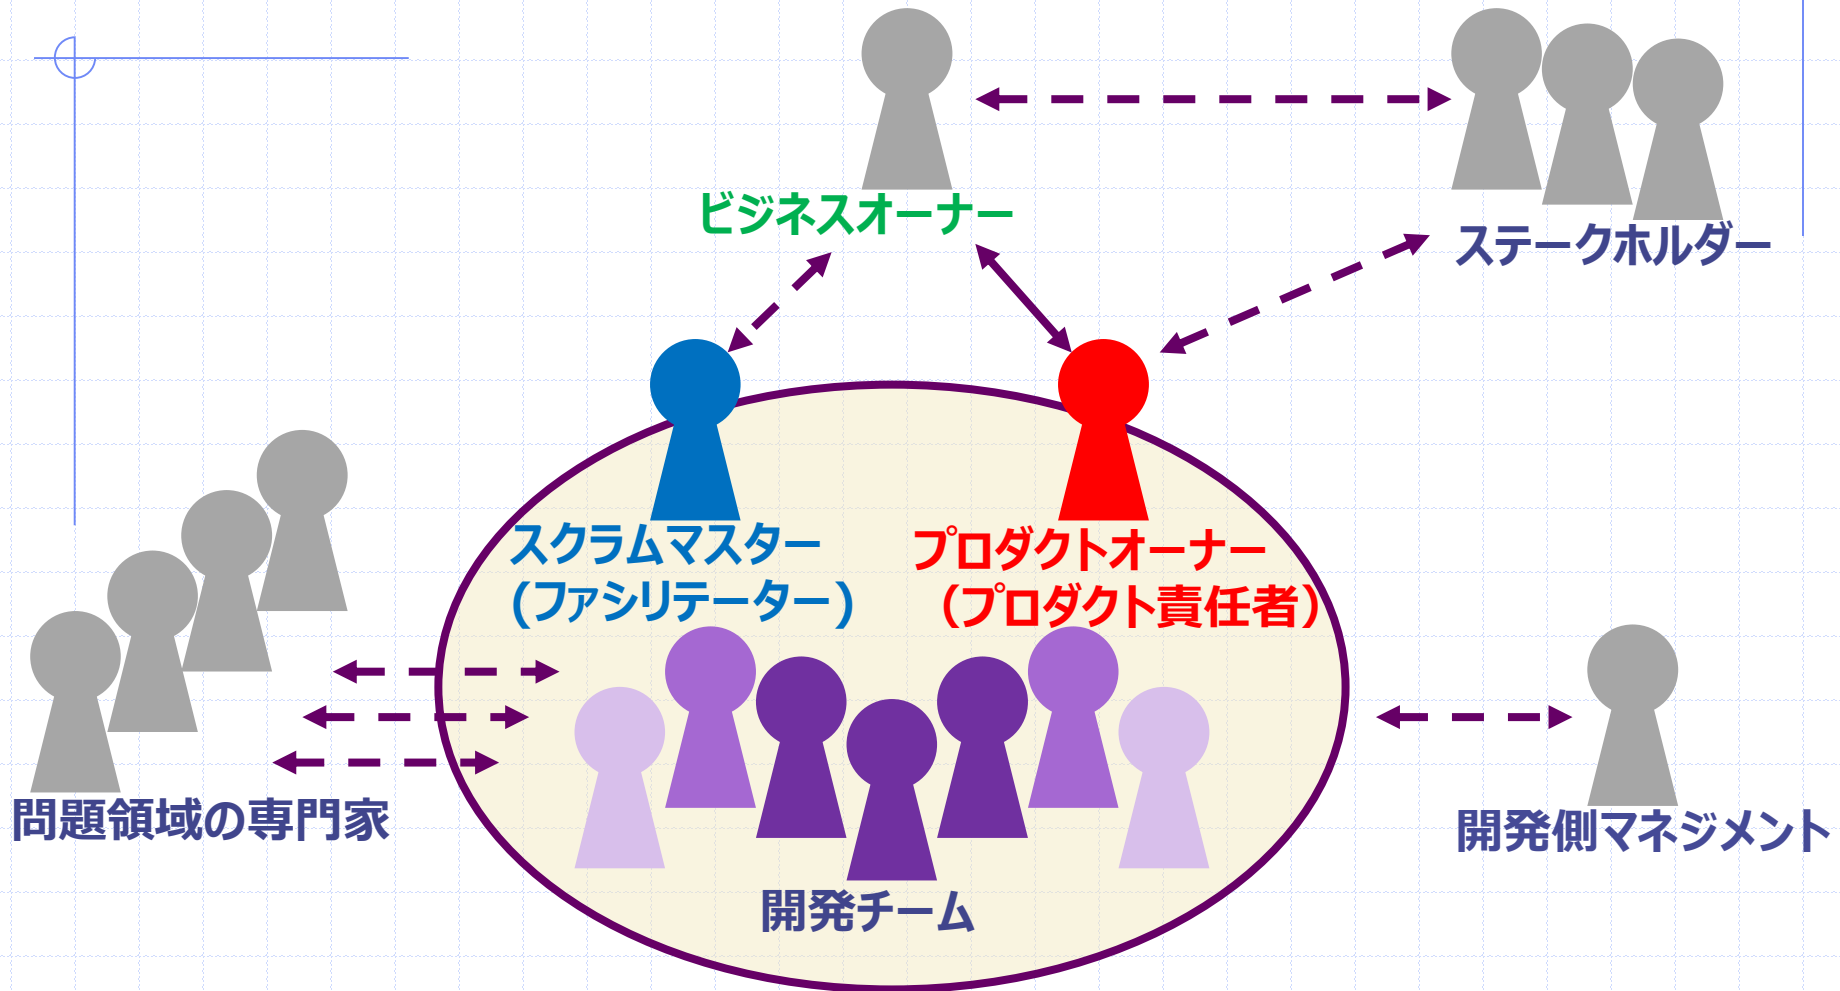 ビジネスオーナー
ステークホルダー
スクラムマスター
(ファシリテーター)
プロダクトオーナー
(プロダクト責任者)
問題領域の専門家
開発側マネジメント
開発チーム